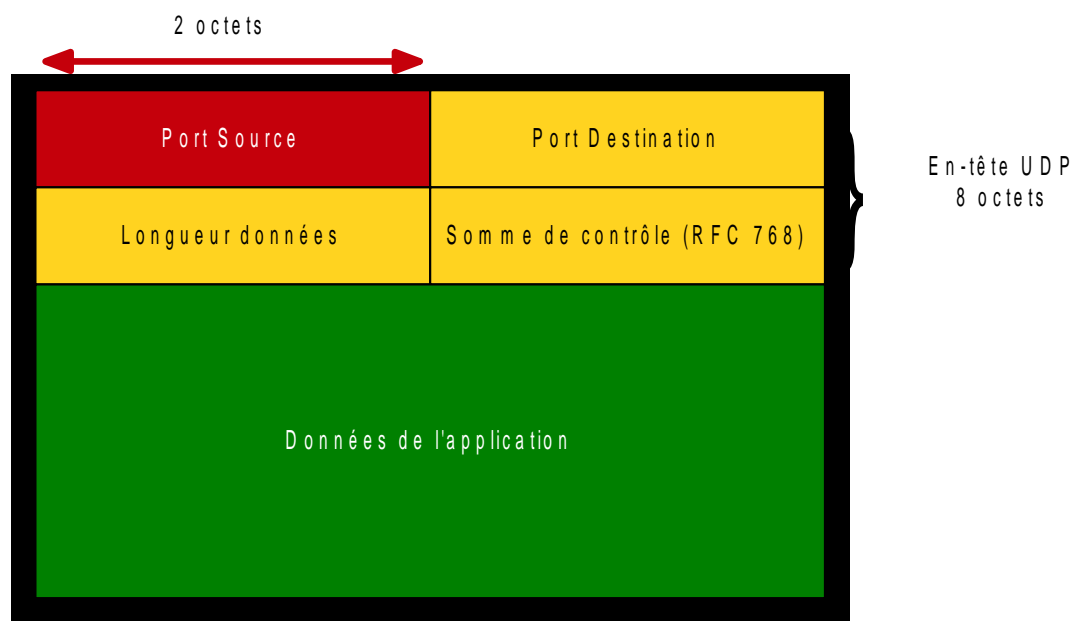 2 octets
Port Source
Port Destination
En-tête UDP
8 octets
Longueur données
Somme de contrôle (RFC 768)
Données de l'application